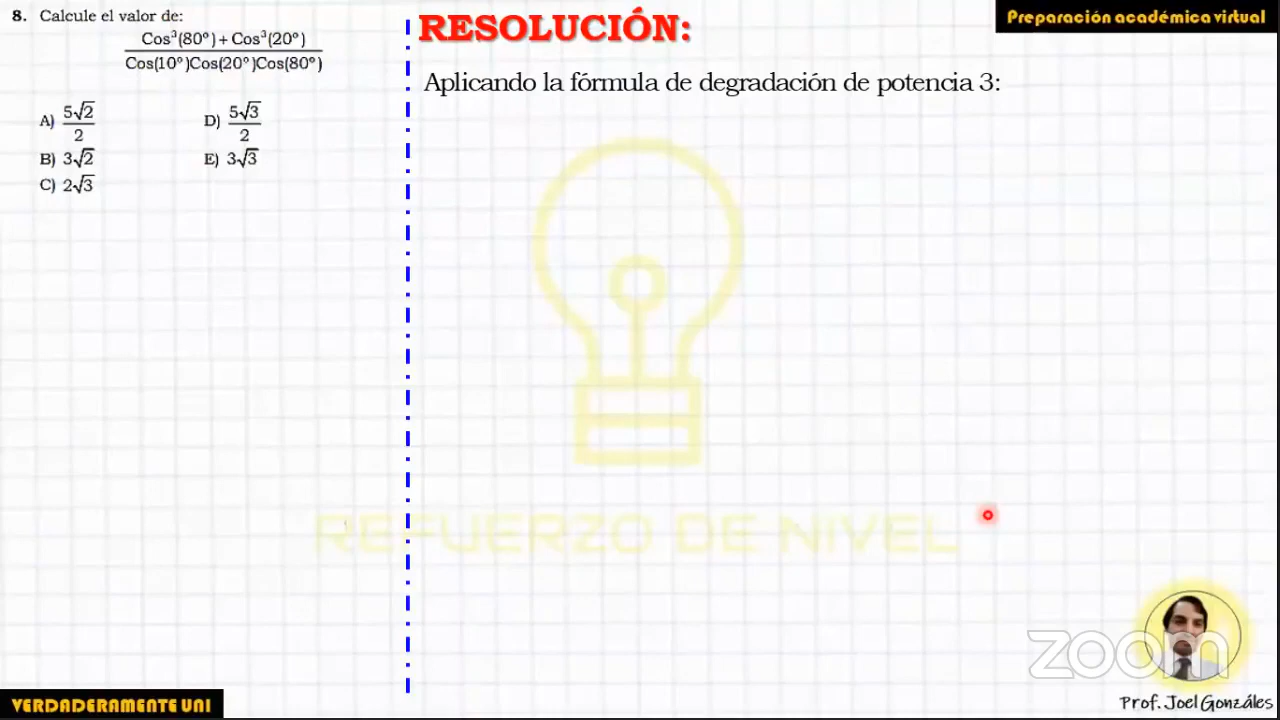 8. Calcule el valor de:
Cos³(80°) + Cos³(20°)
Cos(10°)Cos(20°)Cos(80°)
A) 5√2/2
D) 5√3/2
B) 3√2
E) 3√3
C) 2√3
RESOLUCIÓN:
Preparación académica virtual
Aplicando la fórmula de degradación de potencia 3:
REFUERZO DE NIVEL
zoom
Prof. Joel Gonzáles
VERDADERAMENTE UNI